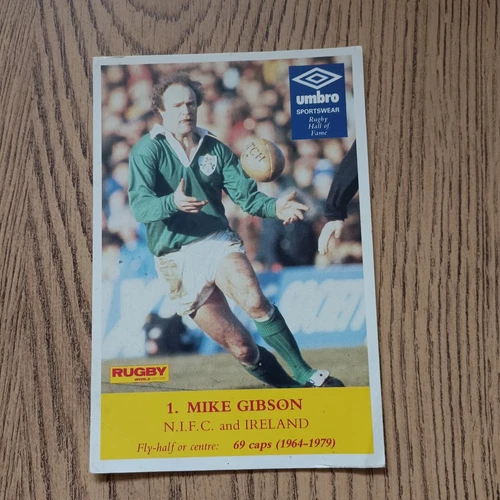 umbro
SPORTSWEAR
Rugby
Hall of
Fame
RUGBY
WORLD
1. MIKE GIBSON
N.I.F.C. and IRELAND
Fly-half or centre: 69 caps (1964-1979)